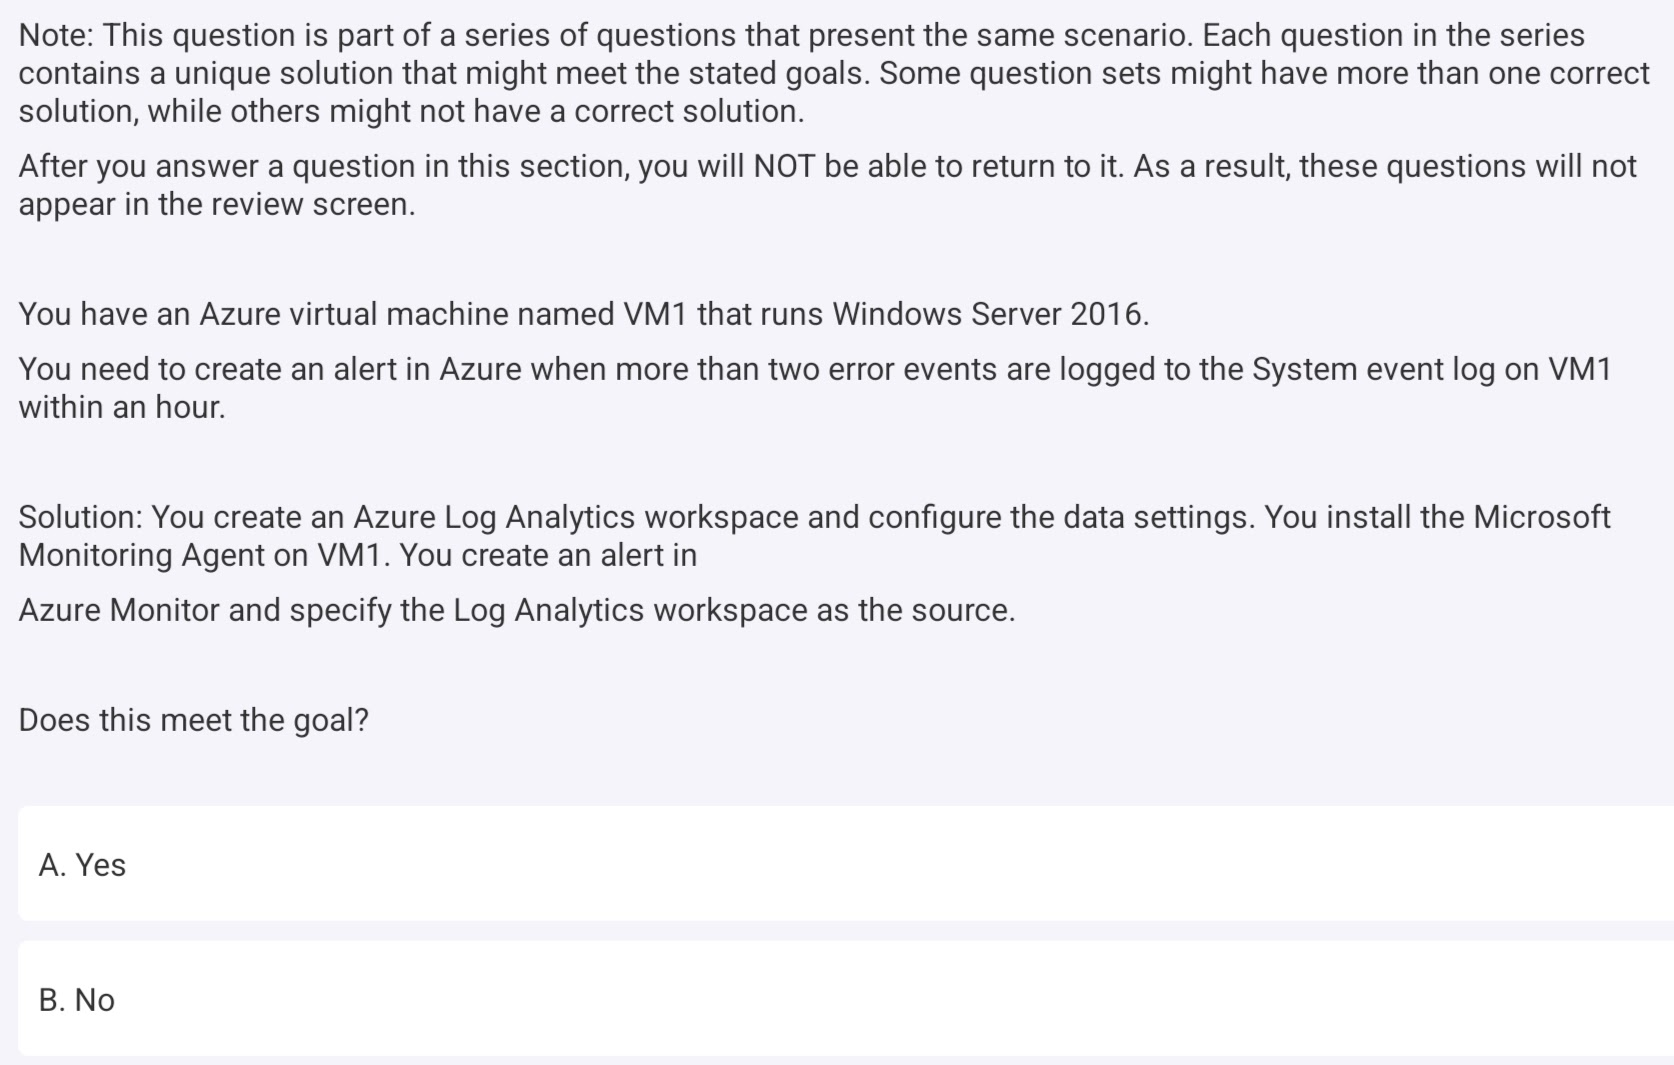 Note: This question is part of a series of questions that present the same scenario. Each question in the series
contains a unique solution that might meet the stated goals. Some question sets might have more than one correct
solution, while others might not have a correct solution.
After you answer a question in this section, you will NOT be able to return to it. As a result, these questions will not
appear in the review screen.
You have an Azure virtual machine named VM1 that runs Windows Server 2016.
You need to create an alert in Azure when more than two error events are logged to the System event log on VM1
within an hour.
Solution: You create an Azure Log Analytics workspace and configure the data settings. You install the Microsoft
Monitoring Agent on VM1. You create an alert in
Azure Monitor and specify the Log Analytics workspace as the source.
Does this meet the goal?
A. Yes
B. No